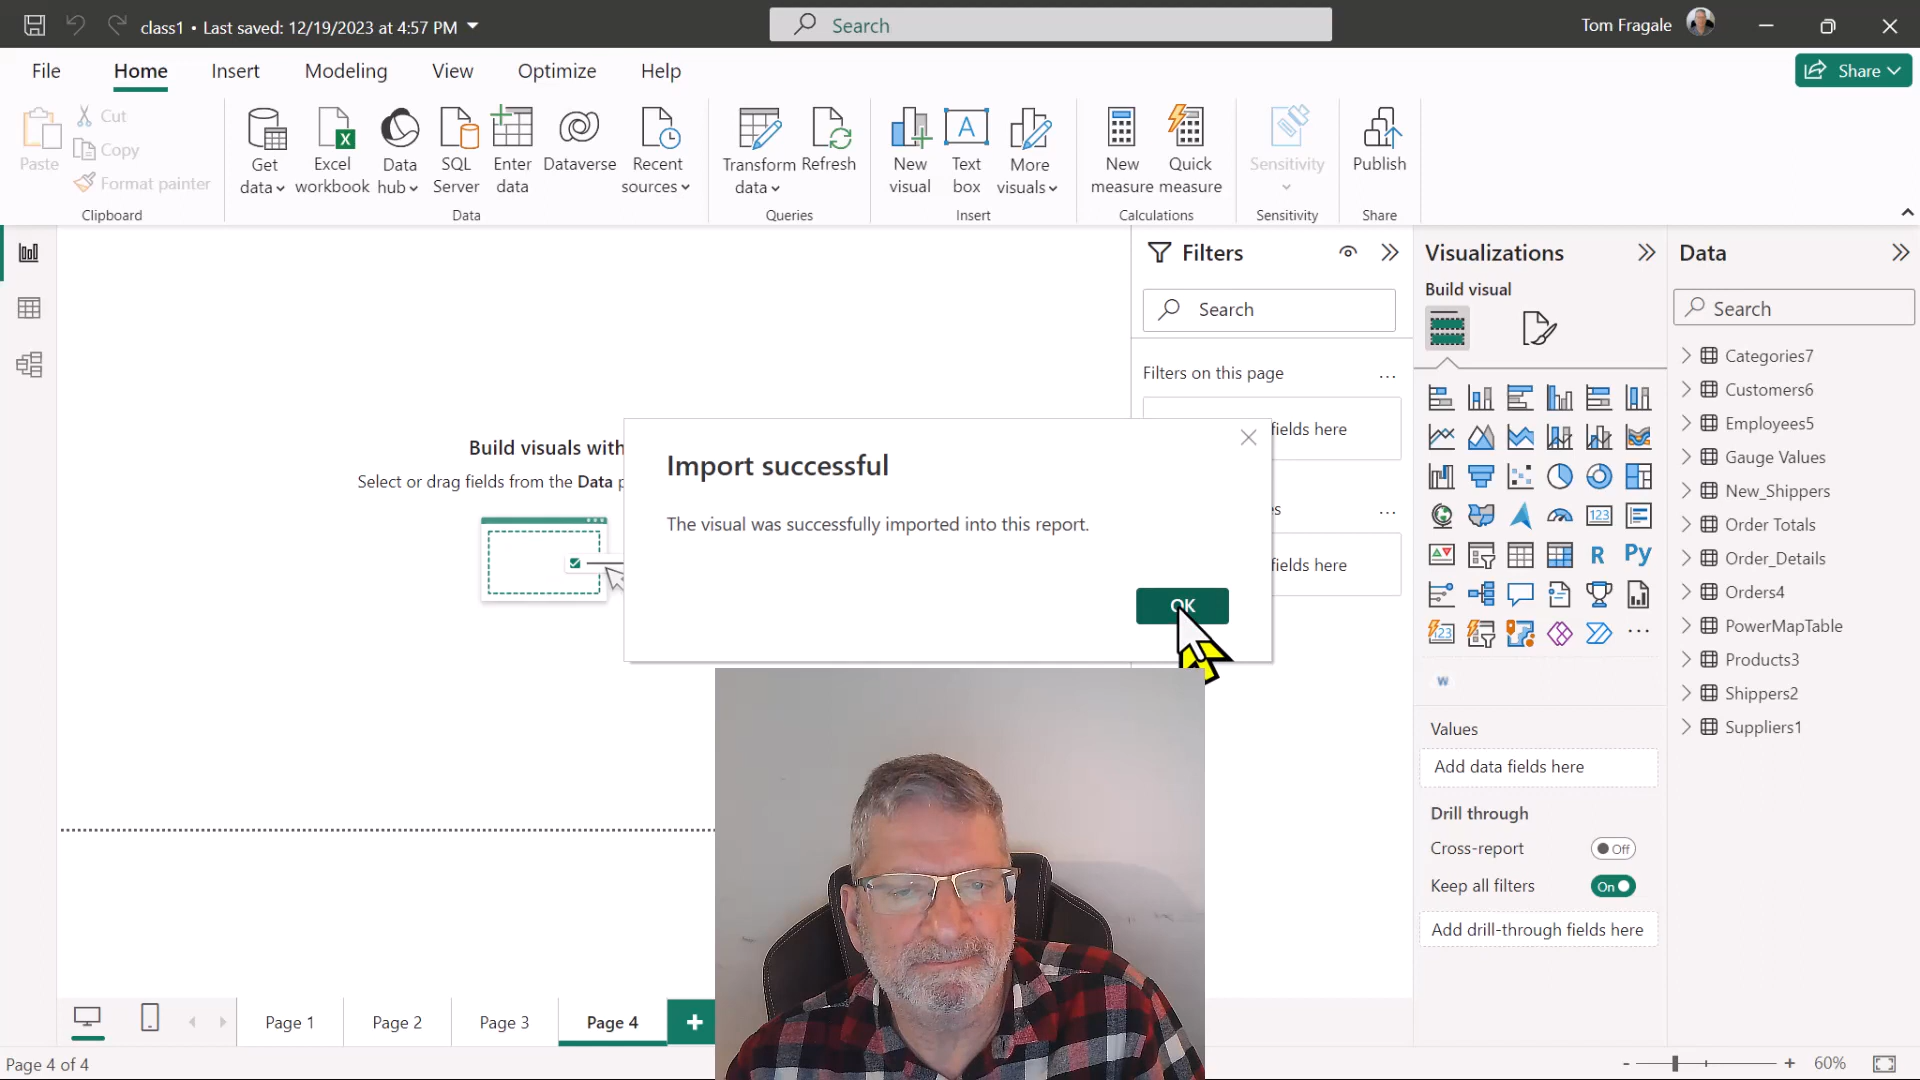 class1 • Last saved: 12/19/2023 at 4:57 PM
Search
Tom Fragale
File
Home
Insert
Modeling
View
Optimize
Help
Share
Paste
Cut
Copy
Format painter
Clipboard
Get data
Excel workbook
Data hub
SQL Server
Enter data
Dataverse
Recent sources
Data
Transform data
Refresh
Queries
New visual
A
Text box
More visuals
Insert
New measure
Quick measure
Calculations
Sensitivity
Sensitivity
Publish
Share
Build visuals with
Select or drag fields from the Data p
Import successful
The visual was successfully imported into this report.
OK
Filters
Search
Filters on this page
...
fields here
es
...
fields here
Visualizations
Build visual
123
R
Py
123
...
W
Values
Add data fields here
Drill through
Cross-report
Off
Keep all filters
On
Add drill-through fields here
Data
Search
Categories7
Customers6
Employees5
Gauge Values
New_Shippers
Order Totals
Order_Details
Orders4
PowerMapTable
Products3
Shippers2
Suppliers1
Page 1
Page 2
Page 3
Page 4
+
Page 4 of 4
- + 60%